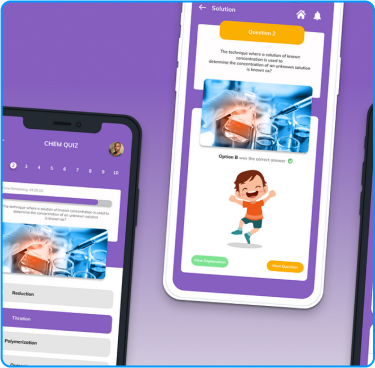 Solution
Question 2
The technique where a solution of known
concentration is used to
determine the concentration of an unknown solution
is known as?
Option B was the correct answer
View Explanation
Next Question
CHEM QUIZ
2 3 4 5 6 7 8 9 10
Time Remaining:
The technique where a solution of known concentration is used to
determine the concentration of an unknown solution
is known as?
Reduction
Titration
Polymerization